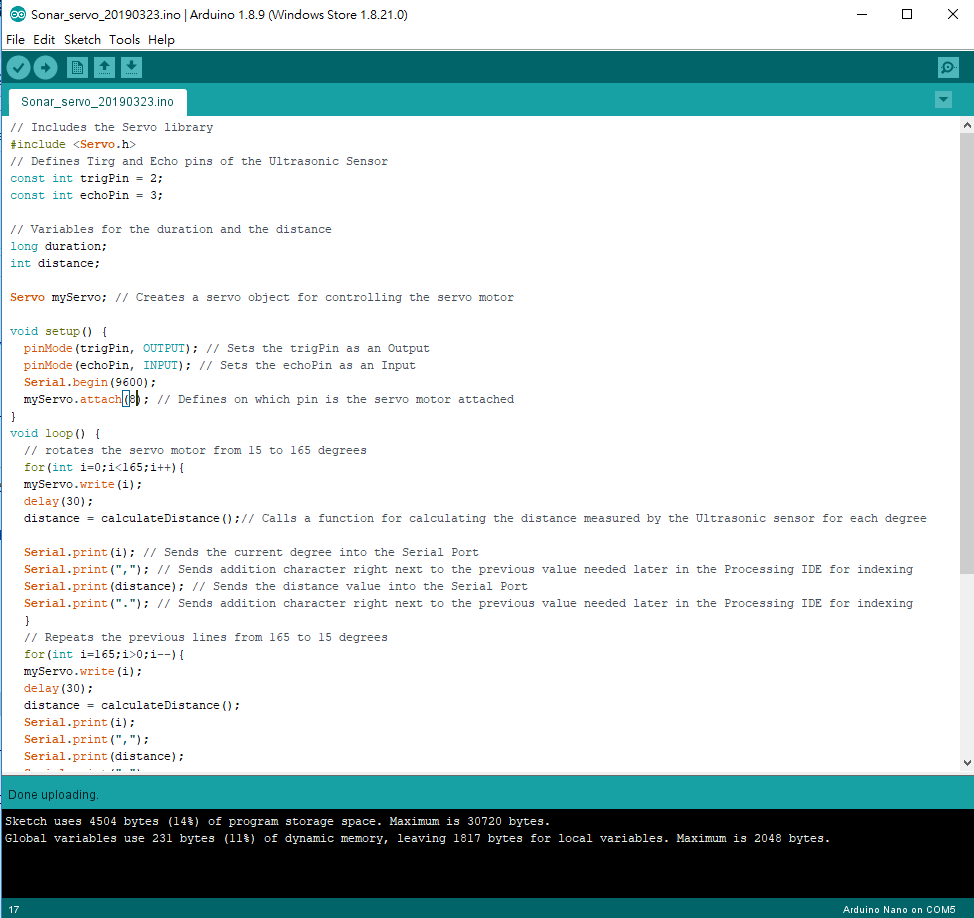 Sonar_servo_20190323.ino | Arduino 1.8.9 (Windows Store 1.8.21.0)
File Edit Sketch Tools Help
Sonar_servo_20190323.ino
// Includes the Servo library
#include <Servo.h>
// Defines Tirg and Echo pins of the Ultrasonic Sensor
const int trigPin = 2;
const int echoPin = 3;
// Variables for the duration and the distance
long duration;
int distance;
Servo myServo; // Creates a servo object for controlling the servo motor
void setup() {
pinMode(trigPin, OUTPUT); // Sets the trigPin as an Output
pinMode(echoPin, INPUT); // Sets the echoPin as an Input
Serial.begin(9600);
myServo.attach(8); // Defines on which pin is the servo motor attached
}
void loop() {
// rotates the servo motor from 15 to 165 degrees
for(int i=0;i<165;i++){
myServo.write(i);
delay(30);
distance = calculateDistance();// Calls a function for calculating the distance measured by the Ultrasonic sensor for each degree
Serial.print(i); // Sends the current degree into the Serial Port
Serial.print(","); // Sends addition character right next to the previous value needed later in the Processing IDE for indexing
Serial.print(distance); // Sends the distance value into the Serial Port
Serial.print("."); // Sends addition character right next to the previous value needed later in the Processing IDE for indexing
}
// Repeats the previous lines from 165 to 15 degrees
for(int i=165;i>0;i--){
myServo.write(i);
delay(30);
distance = calculateDistance();
Serial.print(i);
Serial.print(",");
Serial.print(distance);
Done uploading.
Sketch uses 4504 bytes (14%) of program storage space. Maximum is 30720 bytes.
Global variables use 231 bytes (11%) of dynamic memory, leaving 1817 bytes for local variables. Maximum is 2048 bytes.
17
Arduino Nano on COM5